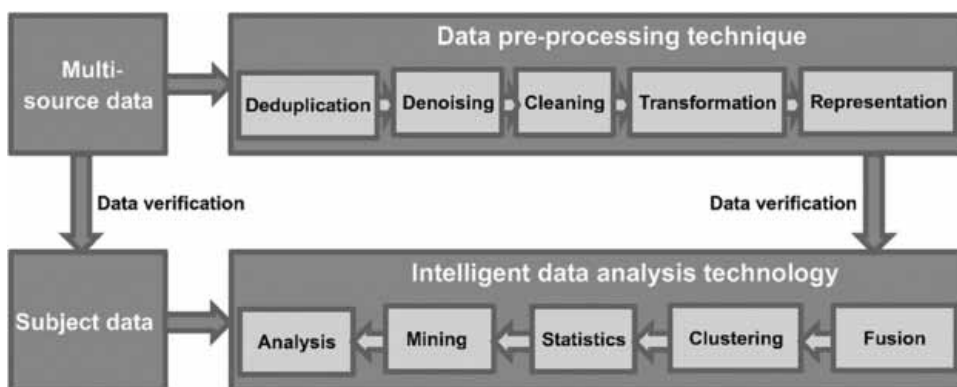 Multi-
source data
Data pre-processing technique
Deduplication
Denoising
Cleaning
Transformation
Representation
Data verification
Data verification
Subject data
Intelligent data analysis technology
Analysis
Mining
Statistics
Clustering
Fusion